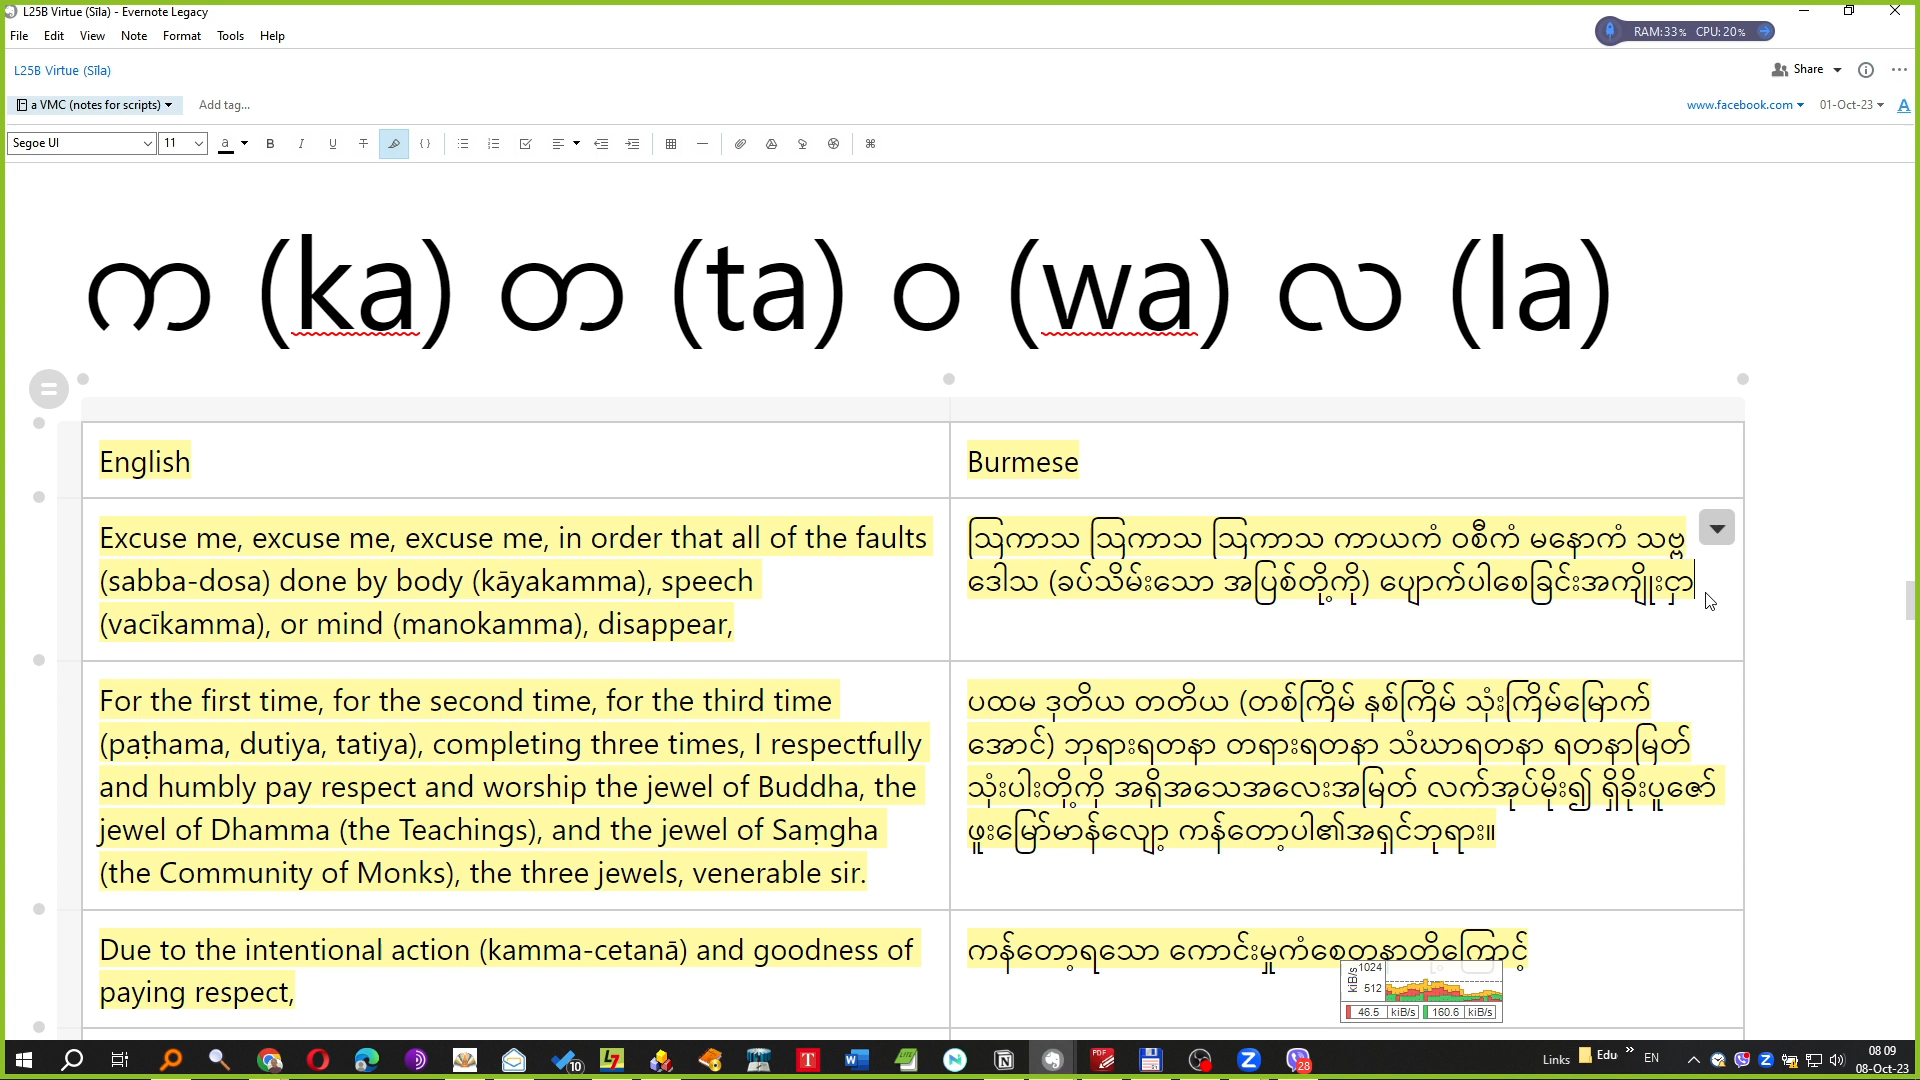 L25B Virtue (Sīla) - Evernote Legacy
File Edit View Note Format Tools Help
RAM:33% CPU:20%
L25B Virtue (Sīla)
Share
a VMC (notes for scripts) Add tag...
www.facebook.com 01-Oct-23
Segoe UI 11
က (ka) တ (ta) ဝ (wa) လ (la)
English
Burmese
Excuse me, excuse me, excuse me, in order that all of the faults
(sabba-dosa) done by body (kāyakamma), speech
(vacīkamma), or mind (manokamma), disappear,
ဩကာသ ဩကာသ ဩကာသ ကာယကံ ဝစီကံ မနောကံ သဗ္ဗ
ဒေါသ (ခပ်သိမ်းသော အပြစ်တို့ကို) ပျောက်ပါစေခြင်းအကျိုးငှာ
For the first time, for the second time, for the third time
(paṭhama, dutiya, tatiya), completing three times, I respectfully
and humbly pay respect and worship the jewel of Buddha, the
jewel of Dhamma (the Teachings), and the jewel of Saṃgha
(the Community of Monks), the three jewels, venerable sir.
ပထမ ဒုတိယ တတိယ (တစ်ကြိမ် နှစ်ကြိမ် သုံးကြိမ်မြောက်
အောင်) ဘုရားရတနာ တရားရတနာ သံဃာရတနာ ရတနာမြတ်
သုံးပါးတို့ကို အရိုအသေအလေးအမြတ် လက်အုပ်မိုး၍ ရှိခိုးပူဇော်
ဖူးမြော်မာန်လျော့ ကန်တော့ပါ၏အရှင်ဘုရား။
Due to the intentional action (kamma-cetanā) and goodness of
paying respect,
ကန်တော့ရသော ကောင်းမှုကံစေတနာတို့ကြောင့်
kiB/s 1024
512
46.5 kiB/s 160.6 kiB/s
Links Edu EN
08 09
08-Oct-23
10
28